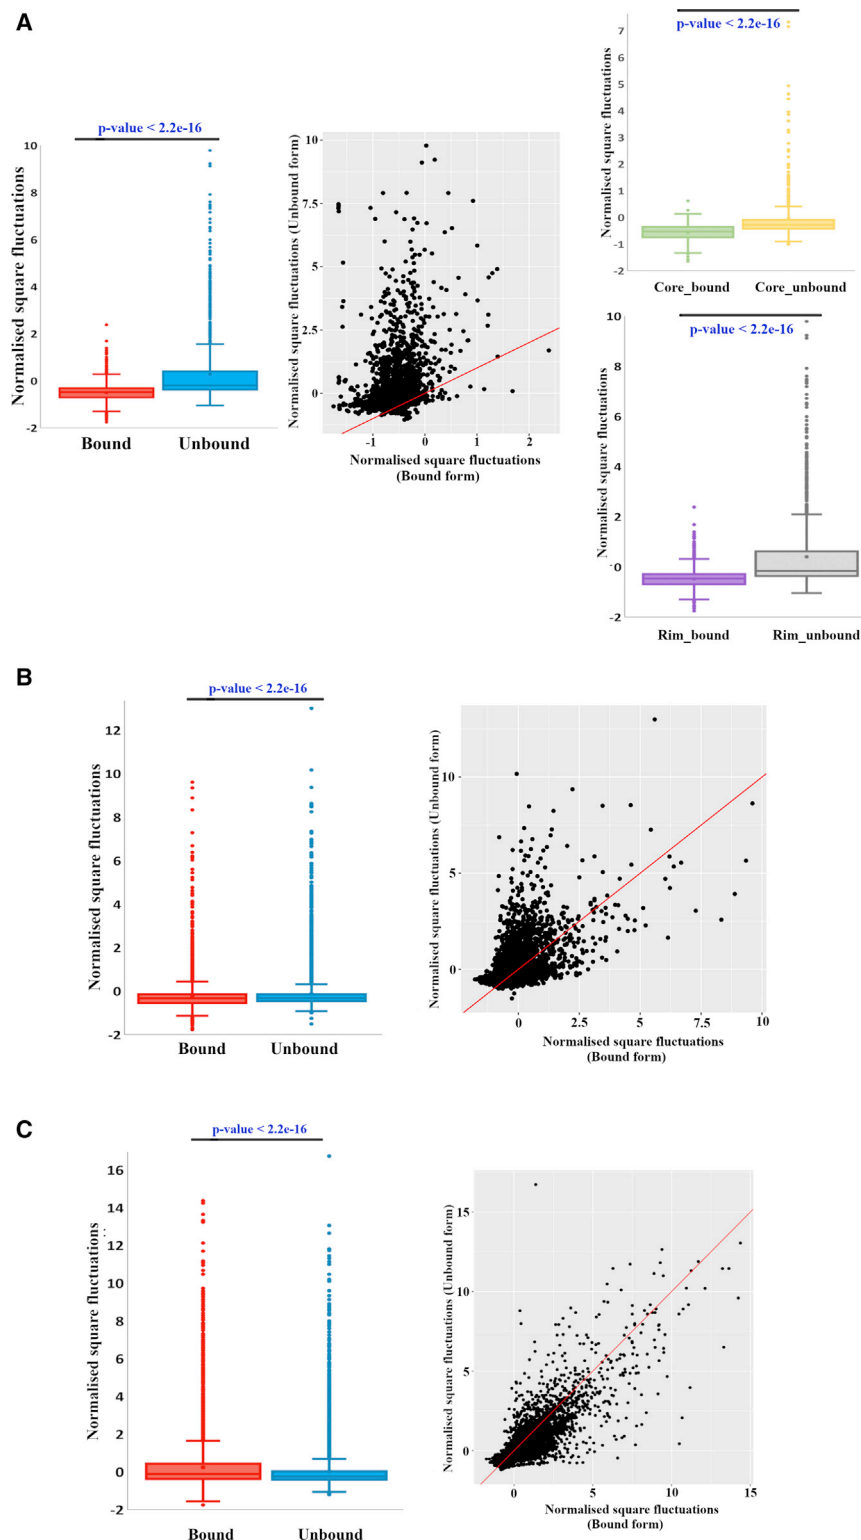 A
p-value < 2.2e-16
Normalised square fluctuations
10
8
6
4
2
0
-2
Bound
Unbound
Normalised square fluctuations (Unbound form)
10
7.5
5
2.5
0
-1
0
1
2
Normalised square fluctuations
(Bound form)
p-value < 2.2e-16
Normalised square fluctuations
7
6
5
4
3
2
1
0
-1
-2
Core_bound
Core_unbound
p-value < 2.2e-16
Normalised square fluctuations
10
8
6
4
2
0
-2
Rim_bound
Rim_unbound
B
p-value < 2.2e-16
Normalised square fluctuations
12
10
8
6
4
2
0
-2
Bound
Unbound
Normalised square fluctuations (Unbound form)
10
5
0
0
2.5
5
7.5
10
Normalised square fluctuations
(Bound form)
C
p-value < 2.2e-16
Normalised square fluctuations
16
14
12
10
8
6
4
2
0
-2
Bound
Unbound
Normalised square fluctuations (Unbound form)
15
10
5
0
0
5
10
15
Normalised square fluctuations
(Bound form)